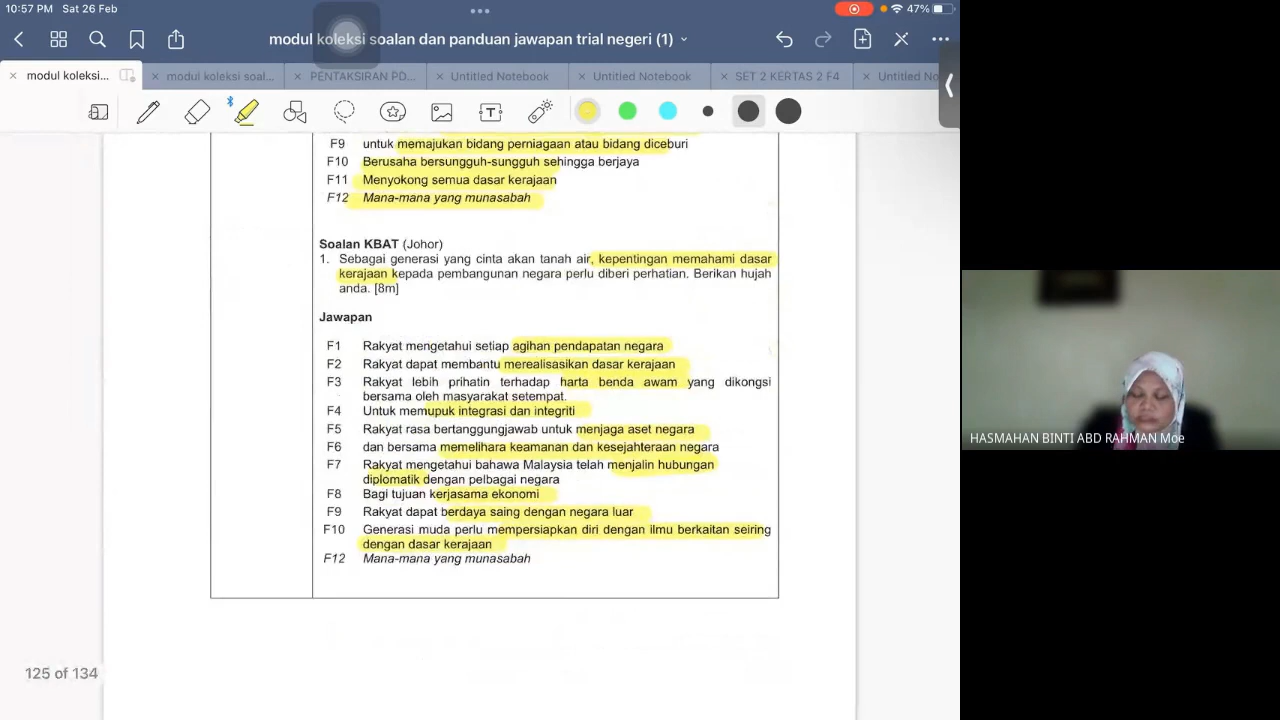 10:57 PM Sat 26 Feb
47%
modul koleksi soalan dan panduan jawapan trial negeri (1)
modul koleksi...
modul koleksi soal...
PENTAKSIRAN PD...
Untitled Notebook
Untitled Notebook
SET 2 KERTAS 2 F4
Untitled No
F9 untuk memajukan bidang perniagaan atau bidang diceburi
F10 Berusaha bersungguh-sungguh sehingga berjaya
F11 Menyokong semua dasar kerajaan
F12 Mana-mana yang munasabah
Soalan KBAT (Johor)
1. Sebagai generasi yang cinta akan tanah air, kepentingan memahami dasar
kerajaan kepada pembangunan negara perlu diberi perhatian. Berikan hujah
anda. [8m]
Jawapan
F1 Rakyat mengetahui setiap agihan pendapatan negara
F2 Rakyat dapat membantu merealisasikan dasar kerajaan
F3 Rakyat lebih prihatin terhadap harta benda awam yang dikongsi
bersama oleh masyarakat setempat.
F4 Untuk memupuk integrasi dan integriti
F5 Rakyat rasa bertanggungjawab untuk menjaga aset negara
F6 dan bersama memelihara keamanan dan kesejahteraan negara
F7 Rakyat mengetahui bahawa Malaysia telah menjalin hubungan
diplomatik dengan pelbagai negara
F8 Bagi tujuan kerjasama ekonomi
F9 Rakyat dapat berdaya saing dengan negara luar
F10 Generasi muda perlu mempersiapkan diri dengan ilmu berkaitan seiring
dengan dasar kerajaan
F12 Mana-mana yang munasabah
125 of 134
HASMAHAN BINTI ABD RAHMAN Moe